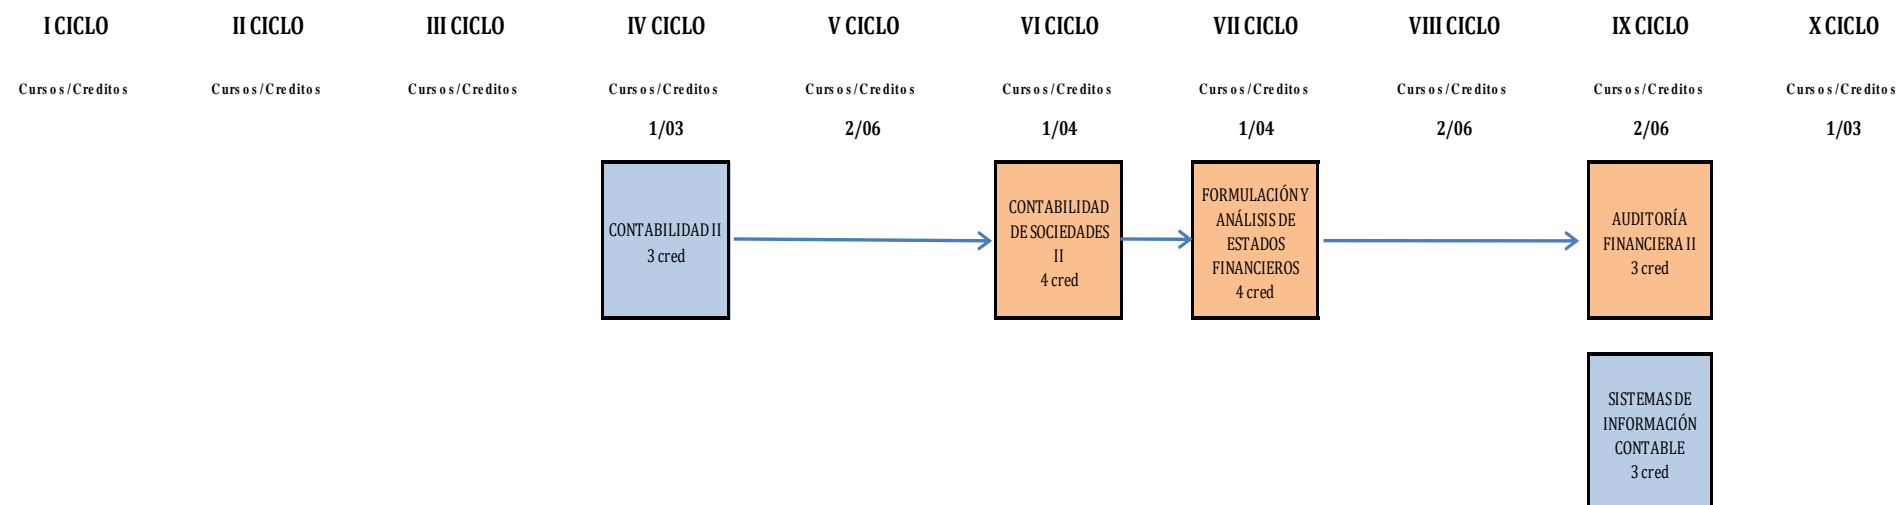 I CICLO
II CICLO
III CICLO
IV CICLO
V CICLO
VI CICLO
VII CICLO
VIII CICLO
IX CICLO
X CICLO
Cursos/Creditos
Cursos/Creditos
Cursos/Creditos
Cursos/Creditos
Cursos/Creditos
Cursos/Creditos
Cursos/Creditos
Cursos/Creditos
Cursos/Creditos
Cursos/Creditos
1/03
2/06
1/04
1/04
2/06
2/06
1/03
CONTABILIDAD II
3 cred
CONTABILIDAD
DE SOCIEDADES
II
4 cred
FORMULACIÓN Y
ANÁLISIS DE
ESTADOS
FINANCIEROS
4 cred
AUDITORÍA
FINANCIERA II
3 cred
SISTEMAS DE
INFORMACIÓN
CONTABLE
3 cred